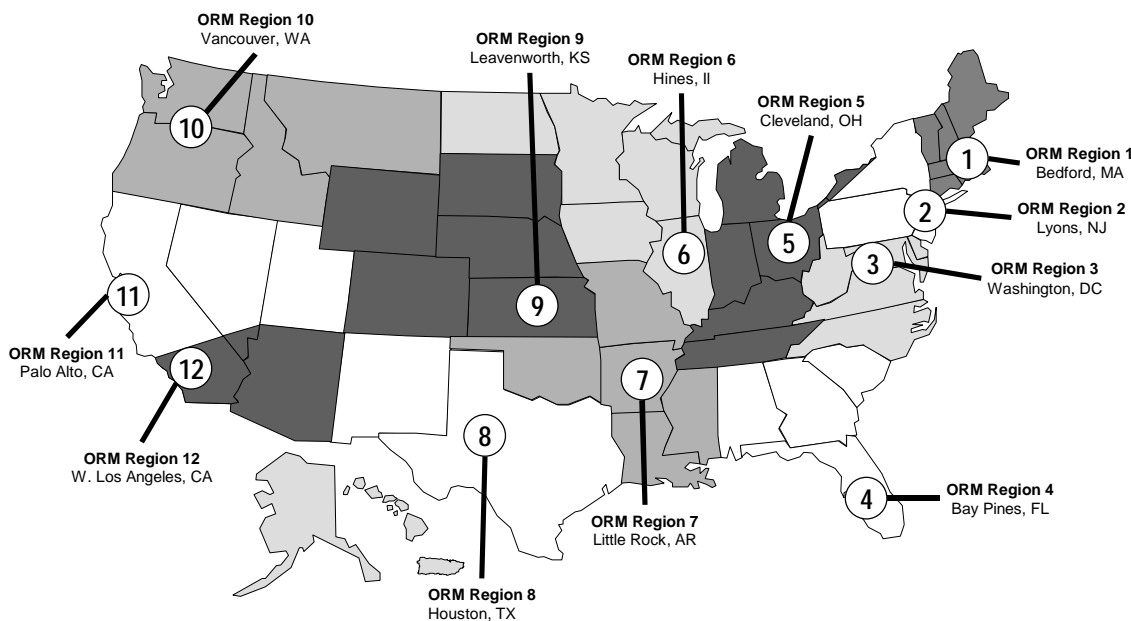 ORM Region 10
Vancouver, WA
ORM Region 9
Leavenworth, KS
ORM Region 6
Hines, Il
ORM Region 5
Cleveland, OH
10
1
ORM Region 1
Bedford, MA
2
ORM Region 2
Lyons, NJ
5
6
3
ORM Region 3
Washington, DC
11
9
ORM Region 11
Palo Alto, CA
12
7
8
ORM Region 12
W. Los Angeles, CA
4
ORM Region 4
Bay Pines, FL
ORM Region 7
Little Rock, AR
ORM Region 8
Houston, TX